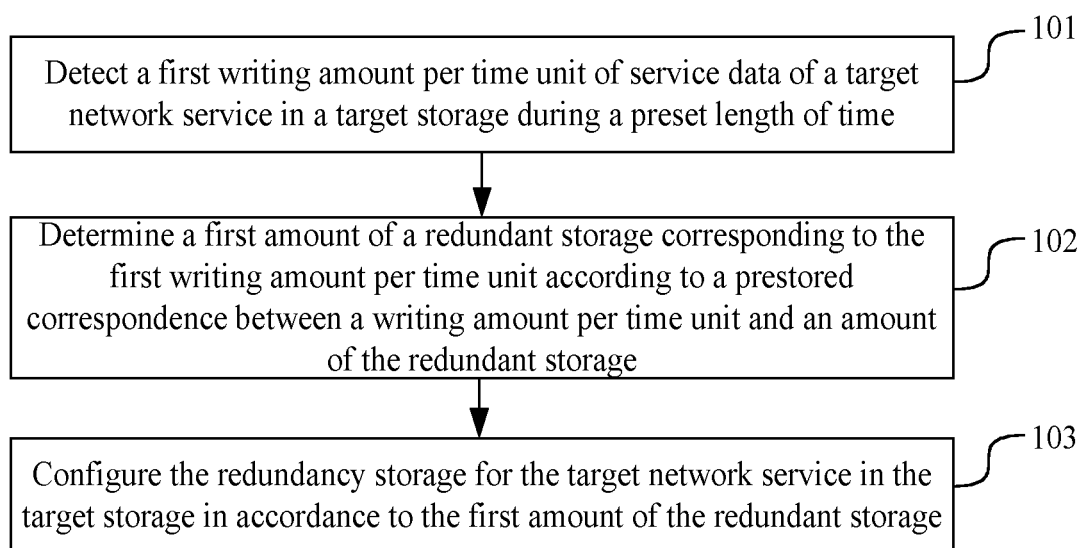 101
Detect a first writing amount per time unit of service data of a target
network service in a target storage during a preset length of time
102
Determine a first amount of a redundant storage corresponding to the
first writing amount per time unit according to a prestored
correspondence between a writing amount per time unit and an amount
of the redundant storage
103
Configure the redundancy storage for the target network service in the
target storage in accordance to the first amount of the redundant storage